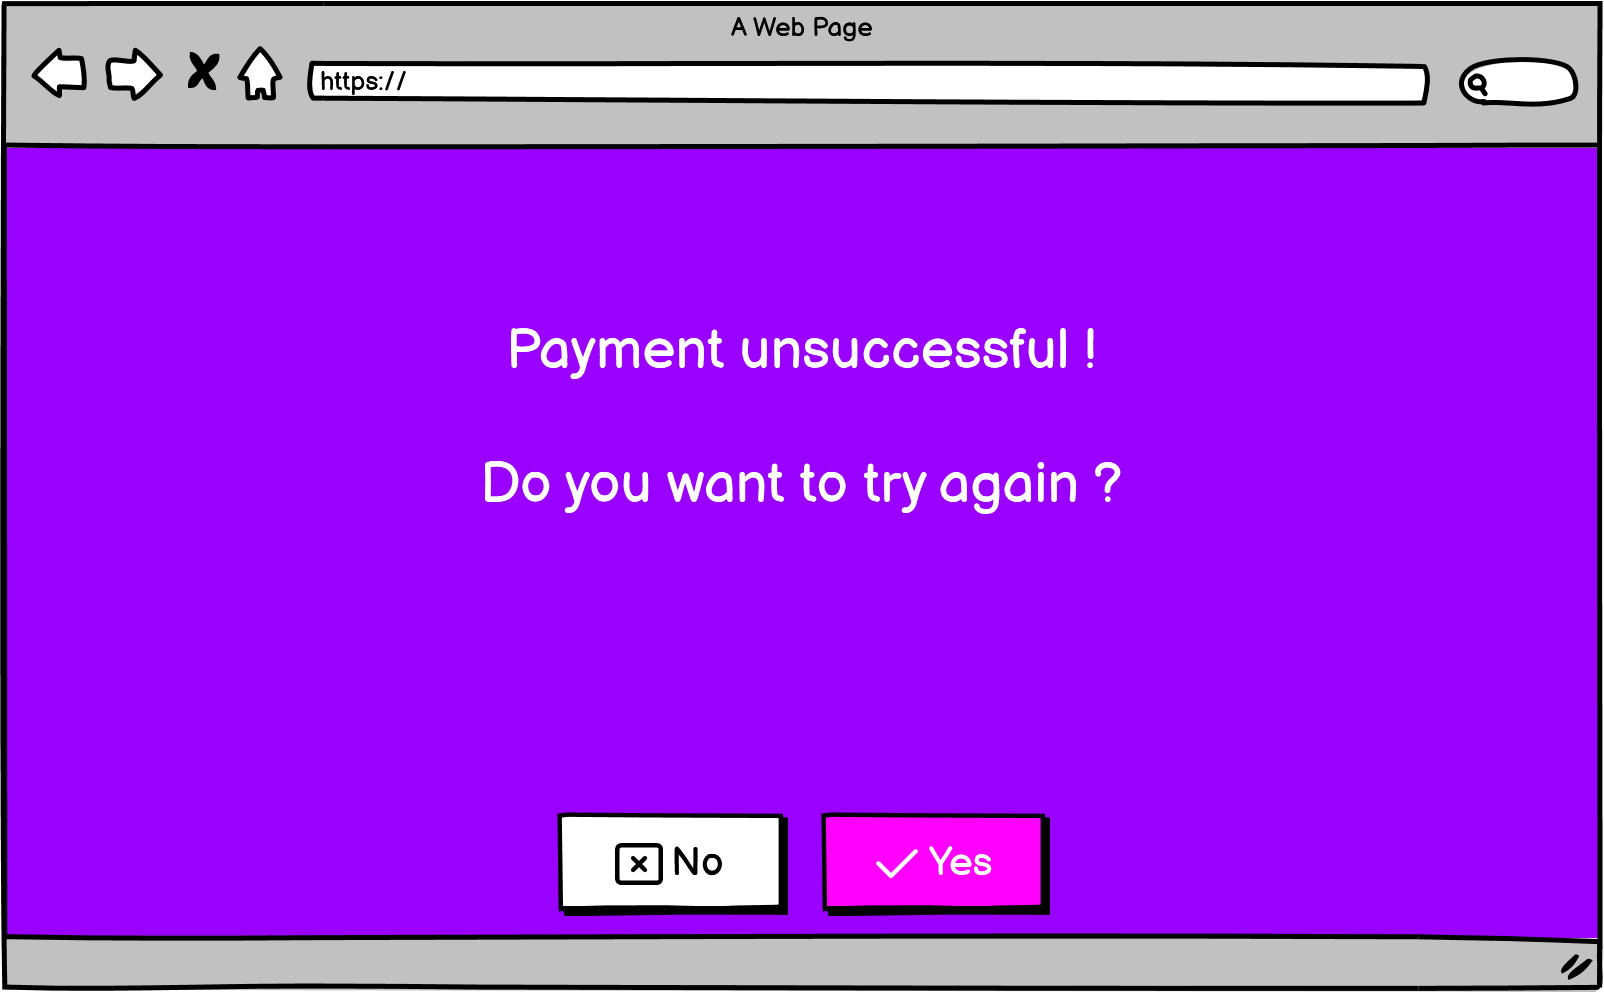 A Web Page
https://
Payment unsuccessful !
Do you want to try again ?
No
Yes